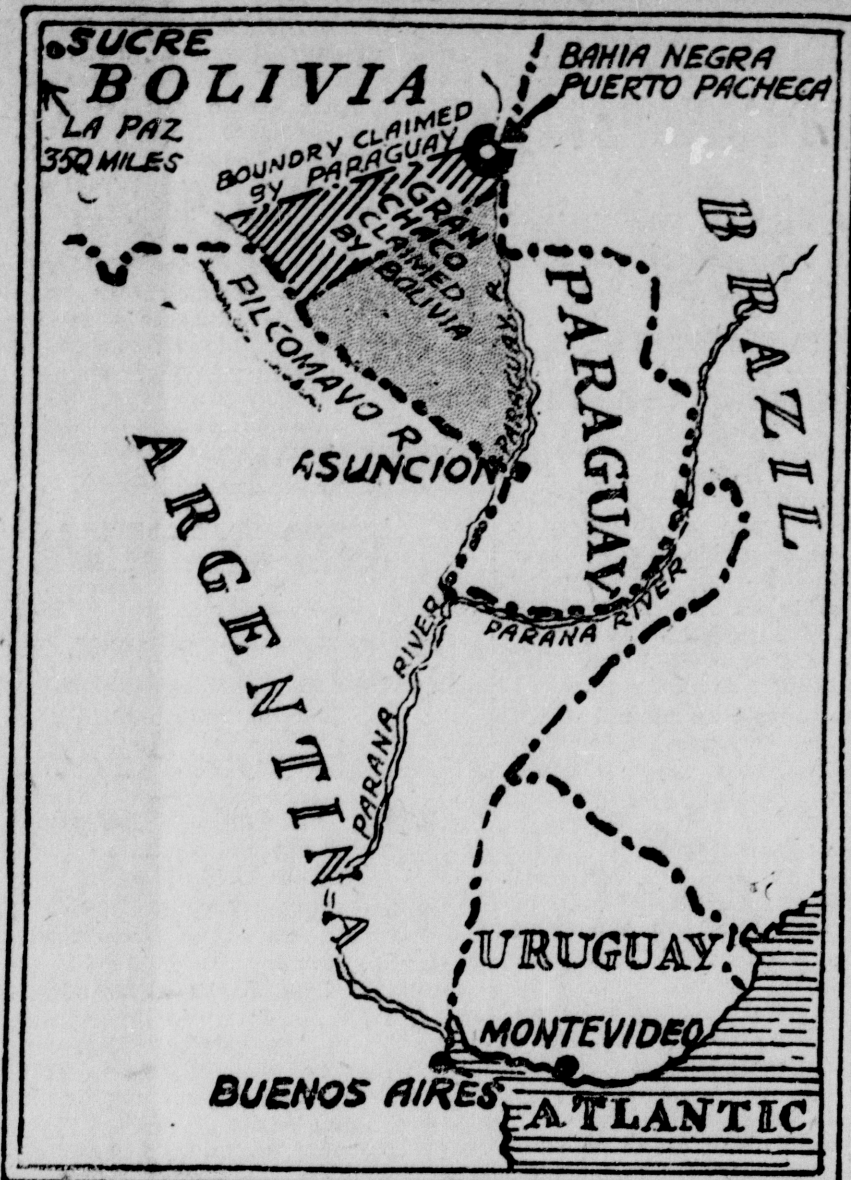 SUCRE
BOLIVIA
LA PAZ
350 MILES
BAHIA NEGRA
PUERTO PACHECA
BOUNDRY CLAIMED
BY PARAGUAY
GRAN
CHACO
CLAIMED
BY BOLIVIA
BRAZIL
PILCOMAYO R
PARAGUAY R
PARAGUAY
ASUNCION
ARGENTINA
PARANA RIVER
PARANA RIVER
URUGUAY
MONTEVIDEO
BUENOS AIRES
ATLANTIC